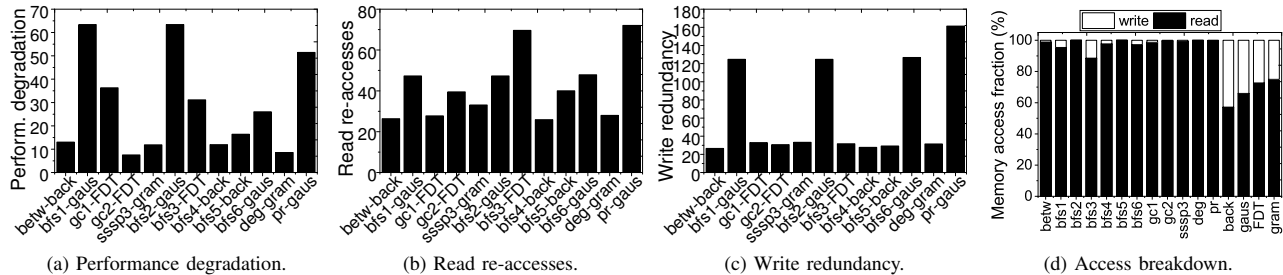 Perform. degradation
70
60
50
40
30
20
10
0
betw-back
bfs1-gaus
gc1-FDT
gc2-FDT
sssp3-gram
bfs2-gaus
bfs3-FDT
bfs4-back
bfs5-back
bfs6-gaus
deg-gram
pr-gaus
(a) Performance degradation.
Read re-accesses
80
60
40
20
0
betw-back
bfs1-gaus
gc1-FDT
gc2-FDT
sssp3-gram
bfs2-gaus
bfs3-FDT
bfs4-back
bfs5-back
bfs6-gaus
deg-gram
pr-gaus
(b) Read re-accesses.
Write redundancy
180
160
140
120
100
80
60
40
20
0
betw-back
bfs1-gaus
gc1-FDT
gc2-FDT
sssp3-gram
bfs2-gaus
bfs3-FDT
bfs4-back
bfs5-back
bfs6-gaus
deg-gram
pr-gaus
(c) Write redundancy.
write read
Memory access fraction (%)
100
80
60
40
20
0
betw
bfs1
bfs2
bfs3
bfs4
bfs5
bfs6
gc1
gc2
sssp3
deg
pr
back
gaus
FDT
gram
(d) Access breakdown.